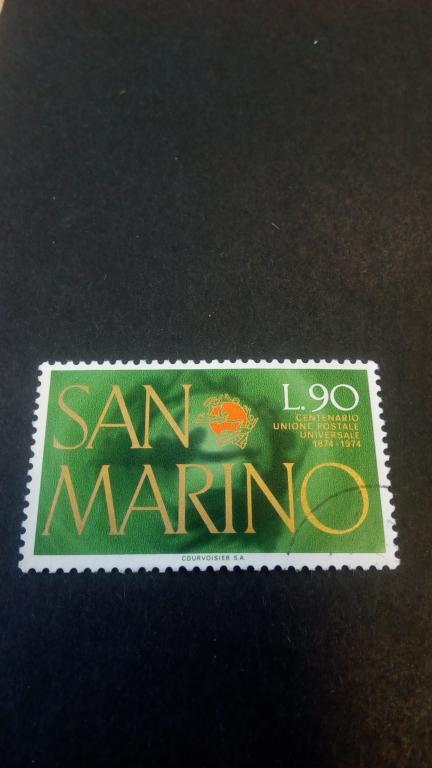 SAN
MARINO
L.90
CENTENARIO
UNIONE POSTALE
UNIVERSALE
1874-1974
COURVOISIER S.A.